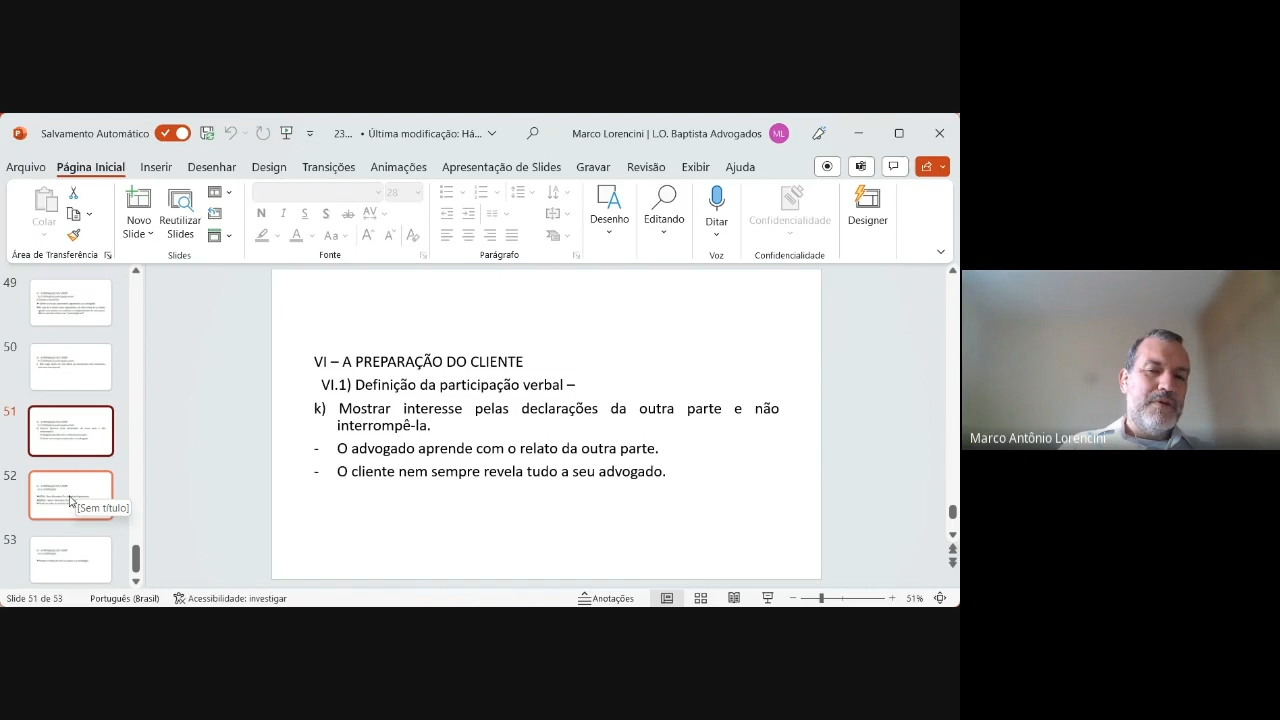 Salvamento Automático
23... • Última modificação: Há...
Marco Lorencini | L.O. Baptista Advogados
ML
Arquivo Página Inicial Inserir Desenhar Design Transições Animações Apresentação de Slides Gravar Revisão Exibir Ajuda
28
Colar
Novo Slide
Reutilizar Slides
N I S S ab AV
A Aa A A A
Desenho
Editando
Ditar
Confidencialidade
Designer
Área de Transferência
Slides
Fonte
Parágrafo
Voz
Confidencialidade
49
50
51
52
[Sem título]
53
VI – A PREPARAÇÃO DO CLIENTE
VI.1) Definição da participação verbal –
k) Mostrar interesse pelas declarações da outra parte e não
interrompê-la.
- O advogado aprende com o relato da outra parte.
- O cliente nem sempre revela tudo a seu advogado.
Slide 51 de 53
Português (Brasil)
Acessibilidade: investigar
Anotações
51%
Marco Antônio Lorencini